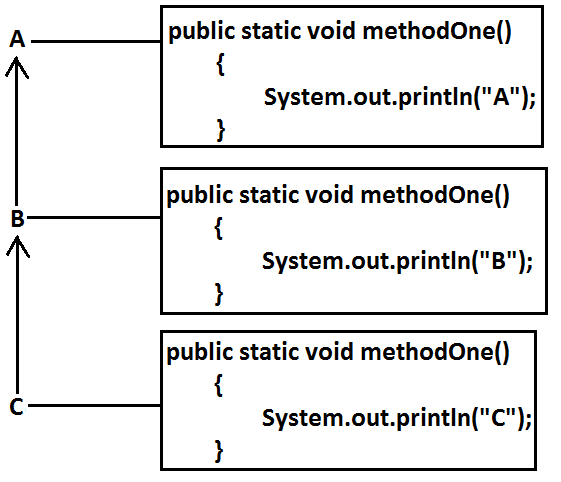 A
public static void methodOne()
{
System.out.println("A");
}
B
public static void methodOne()
{
System.out.println("B");
}
C
public static void methodOne()
{
System.out.println("C");
}